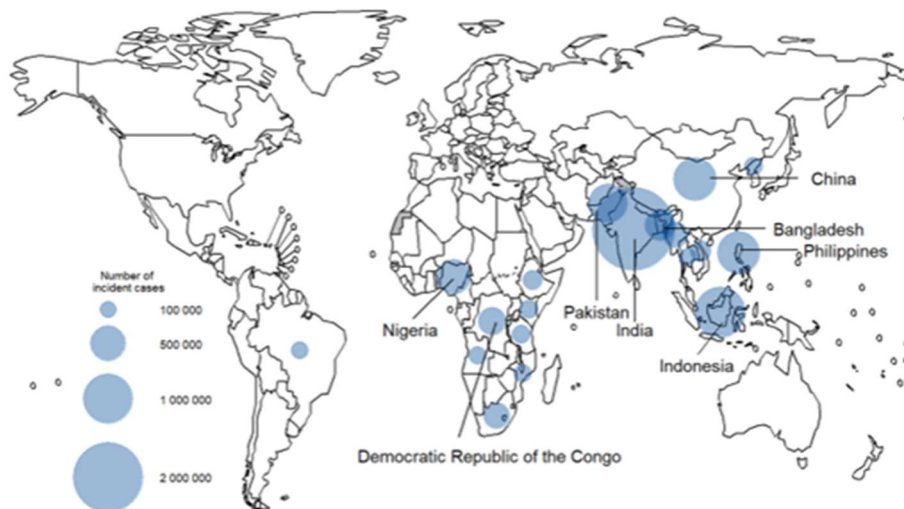 China
Bangladesh
Philippines
Number of
incident cases
100 000
500 000
1 000 000
2 000 000
Nigeria
Pakistan
India
Indonesia
Democratic Republic of the Congo